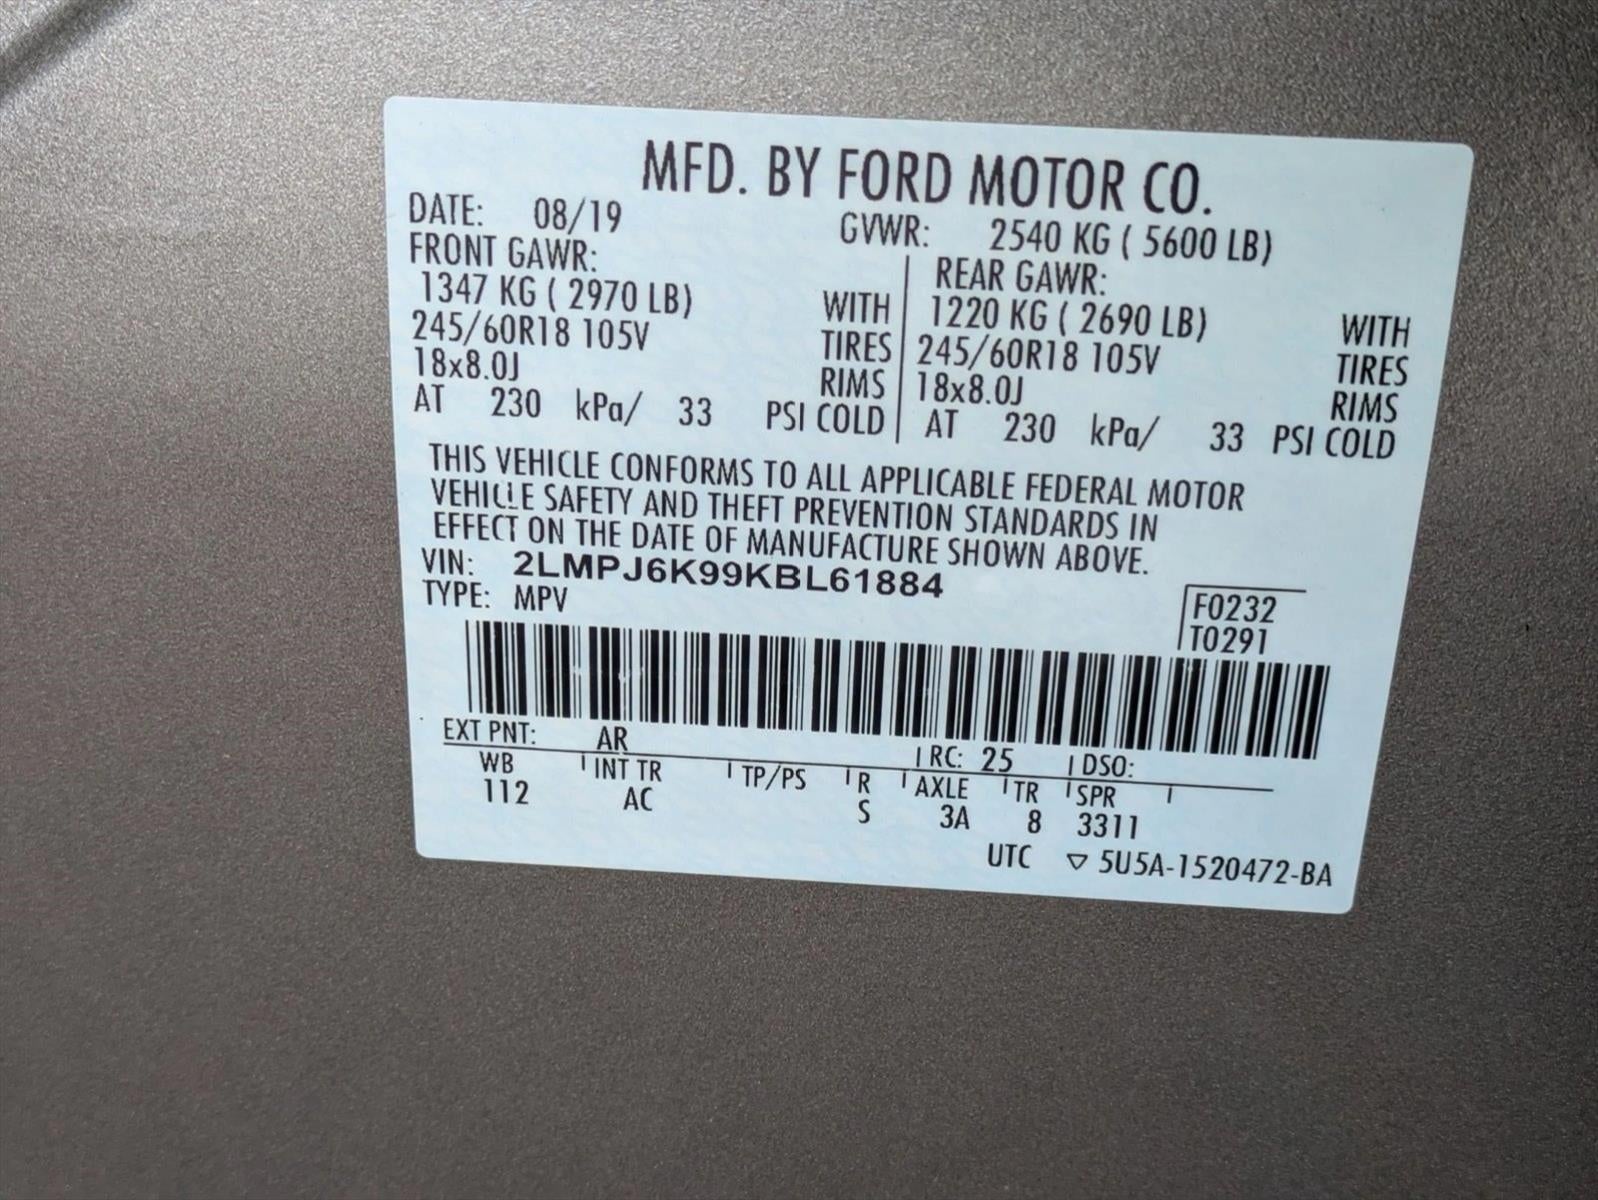 MFD. BY FORD MOTOR CO.
DATE: 08/19 GVWR: 2540 KG ( 5600 LB)
FRONT GAWR: REAR GAWR:
1347 KG ( 2970 LB) WITH 1220 KG ( 2690 LB) WITH
245/60R18 105V TIRES 245/60R18 105V TIRES
18x8.0J RIMS 18x8.0J RIMS
AT 230 kPa/ 33 PSI COLD AT 230 kPa/ 33 PSI COLD
THIS VEHICLE CONFORMS TO ALL APPLICABLE FEDERAL MOTOR
VEHICLE SAFETY AND THEFT PREVENTION STANDARDS IN
EFFECT ON THE DATE OF MANUFACTURE SHOWN ABOVE.
VIN: 2LMPJ6K99KBL61884
TYPE: MPV F0232
T0291
EXT PNT: AR RC: 25 DSO:
WB INT TR TP/PS R AXLE TR SPR
112 AC S 3A 8 3311
UTC ▽ 5U5A-1520472-BA